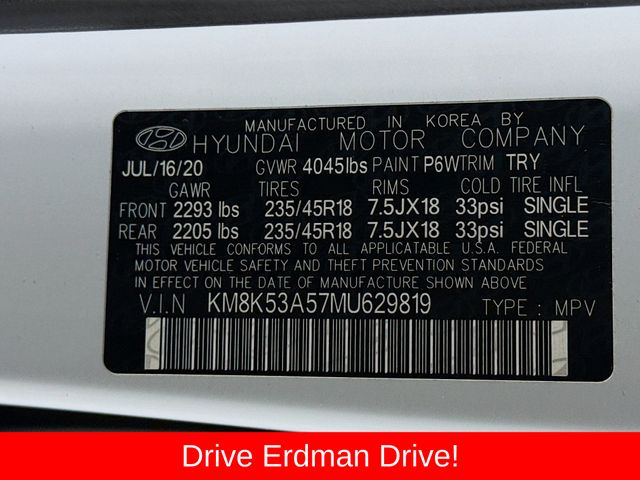 MANUFACTURED IN KOREA BY
HYUNDAI MOTOR COMPANY
JUL/16/20 GVWR 4045lbs PAINT P6W TRIM TRY
GAWR TIRES RIMS COLD TIRE INFL
FRONT 2293 lbs 235/45R18 7.5JX18 33psi SINGLE
REAR 2205 lbs 235/45R18 7.5JX18 33psi SINGLE
THIS VEHICLE CONFORMS TO ALL APPLICATABLE U.S.A. FEDERAL
MOTOR VEHICLE SAFETY BUMPER, AND THEFT PREVENTION STANDARDS
IN EFFECT ON THE DATE OF MANUFACTURE SHOWN ABOVE.
V.I.N KM8K53A57MU629819 TYPE : MPV
Drive Erdman Drive!